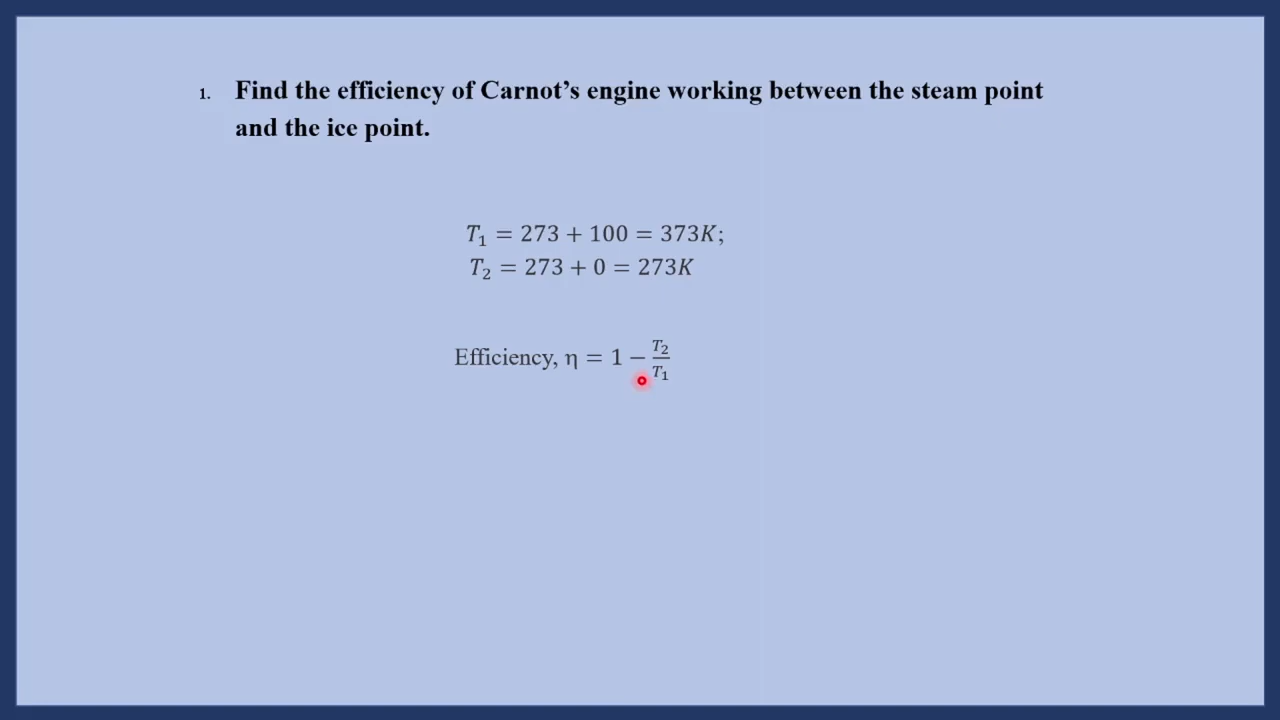 1. Find the efficiency of Carnot’s engine working between the steam point
and the ice point.
T₁ = 273 + 100 = 373K;
T₂ = 273 + 0 = 273K
Efficiency, η = 1 − T₂/T₁